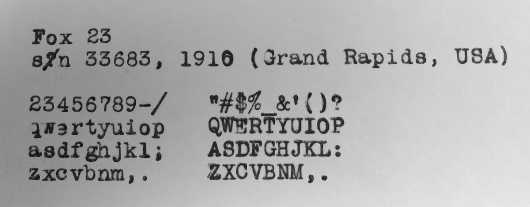 Fox 23
s/n 33683, 1910 (Grand Rapids, USA)
23456789-/ "#$%_&'()?
qwertyuiop QWERTYUIOP
asdfghjkl; ASDFGHJKL:
zxcvbnm,. ZXCVBNM,.